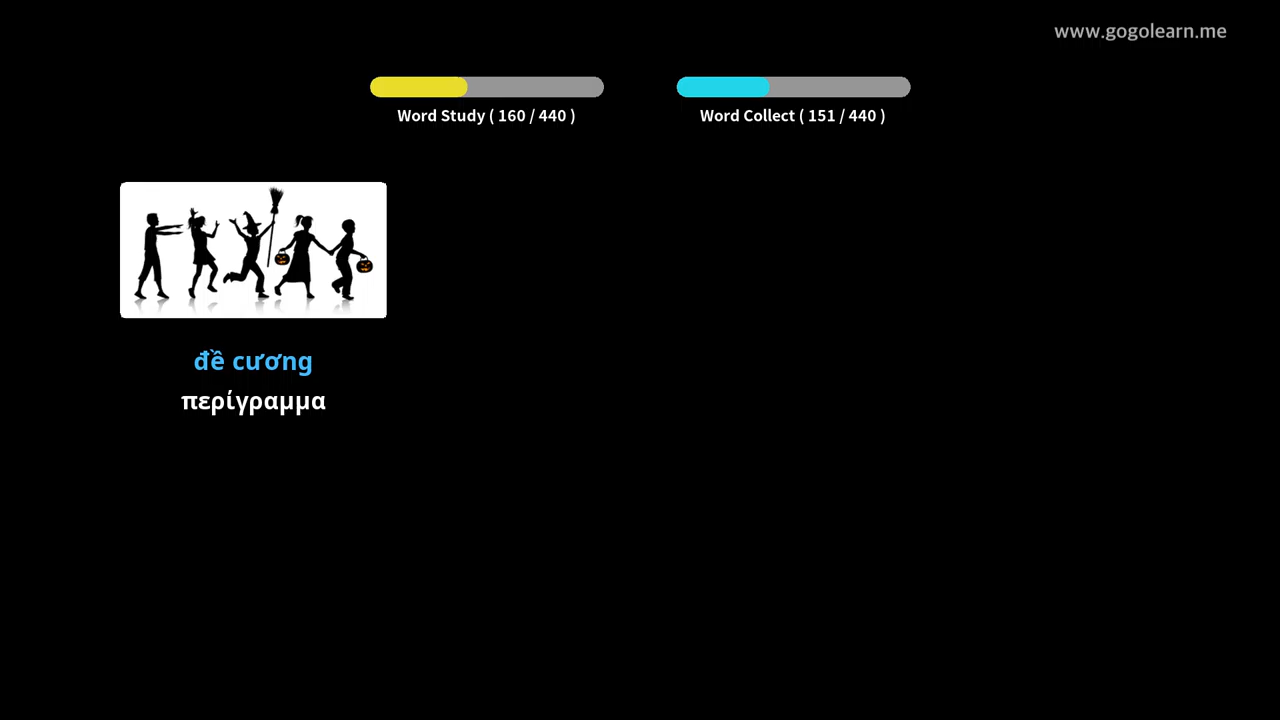 www.gogolearn.me
Word Study ( 160 / 440 )
Word Collect ( 151 / 440 )
đề cương
περίγραμμα